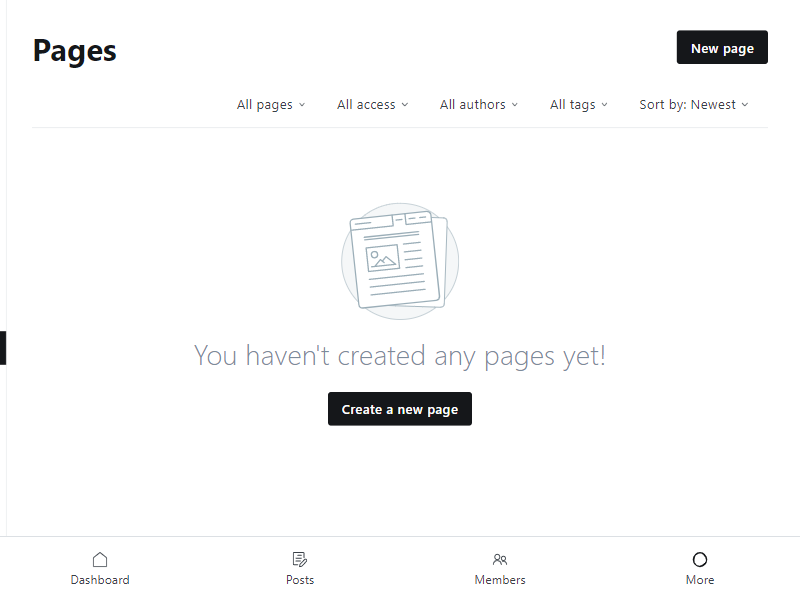 Pages
New page
All pages
All access
All authors
All tags
Sort by: Newest
You haven't created any pages yet!
Create a new page
Dashboard
Posts
Members
More